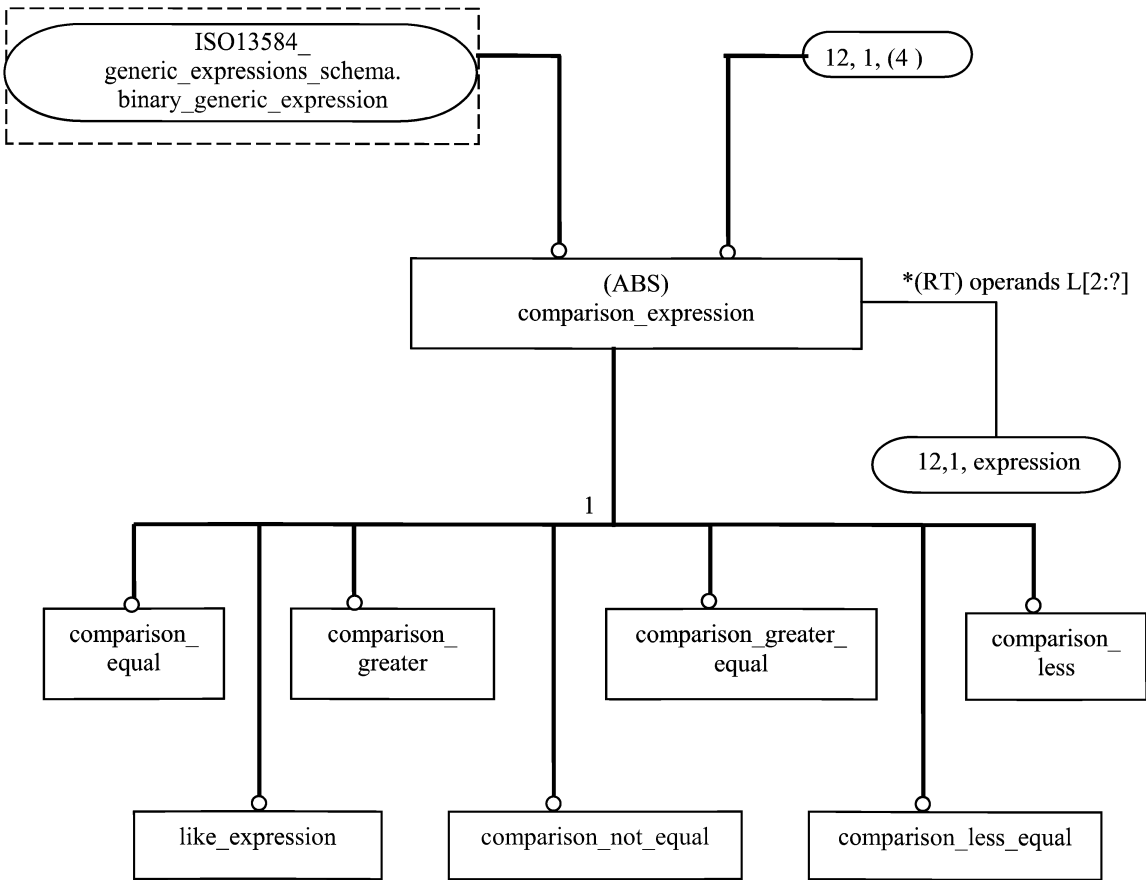 ISO13584_
generic_expressions_schema.
binary_generic_expression
12, 1, (4 )
(ABS)
comparison_expression
*(RT) operands L[2:?]
12,1, expression
1
comparison_
equal
comparison_
greater
comparison_greater_
equal
comparison_
less
like_expression
comparison_not_equal
comparison_less_equal